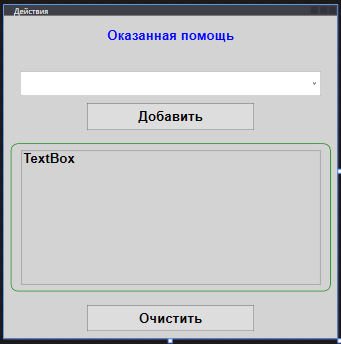 Действия
Оказанная помощь
Добавить
TextBox
Очистить